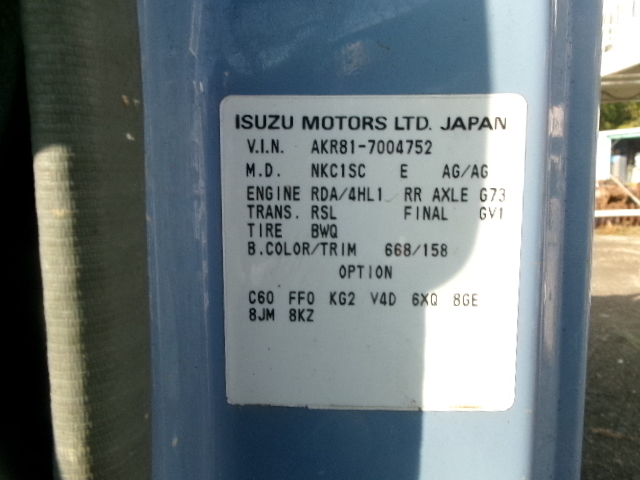 ISUZU MOTORS LTD. JAPAN
V.I.N. AKR81-7004752
M.D. NKC1SC E AG/AG
ENGINE RDA/4HL1 RR AXLE G73
TRANS. RSL FINAL GV1
TIRE BWQ
B.COLOR/TRIM 668/158
OPTION
C60 FF0 KG2 V4D 6XQ 8GE
8JM 8KZ